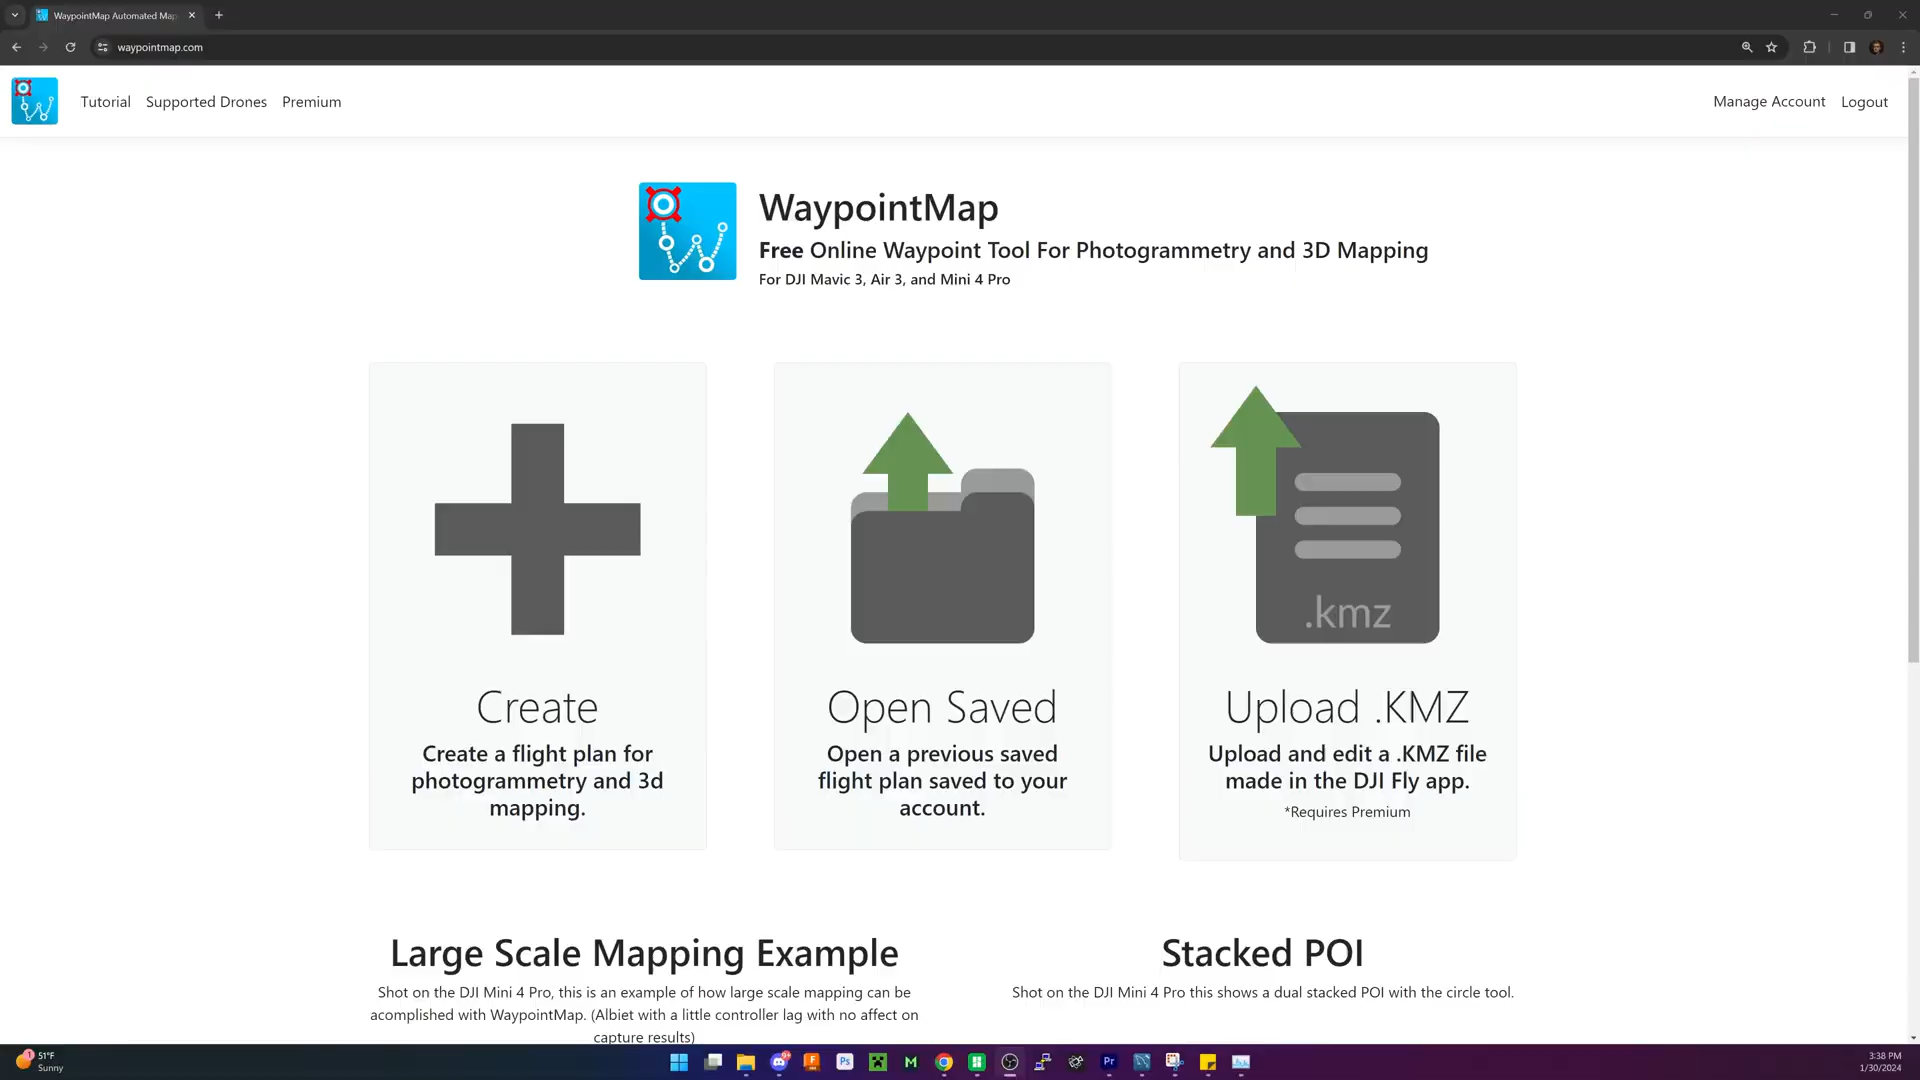 WaypointMap Automated Map
waypointmap.com
Tutorial Supported Drones Premium Manage Account Logout
WaypointMap
Free Online Waypoint Tool For Photogrammetry and 3D Mapping
For DJI Mavic 3, Air 3, and Mini 4 Pro
.kmz
Create
Create a flight plan for
photogrammetry and 3d
mapping.
Open Saved
Open a previous saved
flight plan saved to your
account.
Upload .KMZ
Upload and edit a .KMZ file
made in the DJI Fly app.
*Requires Premium
Large Scale Mapping Example
Shot on the DJI Mini 4 Pro, this is an example of how large scale mapping can be
acomplished with WaypointMap. (Albiet with a little controller lag with no affect on
capture results)
Stacked POI
Shot on the DJI Mini 4 Pro this shows a dual stacked POI with the circle tool.
1
51°F
Sunny
Ps
M
Pr
3:38 PM
1/30/2024